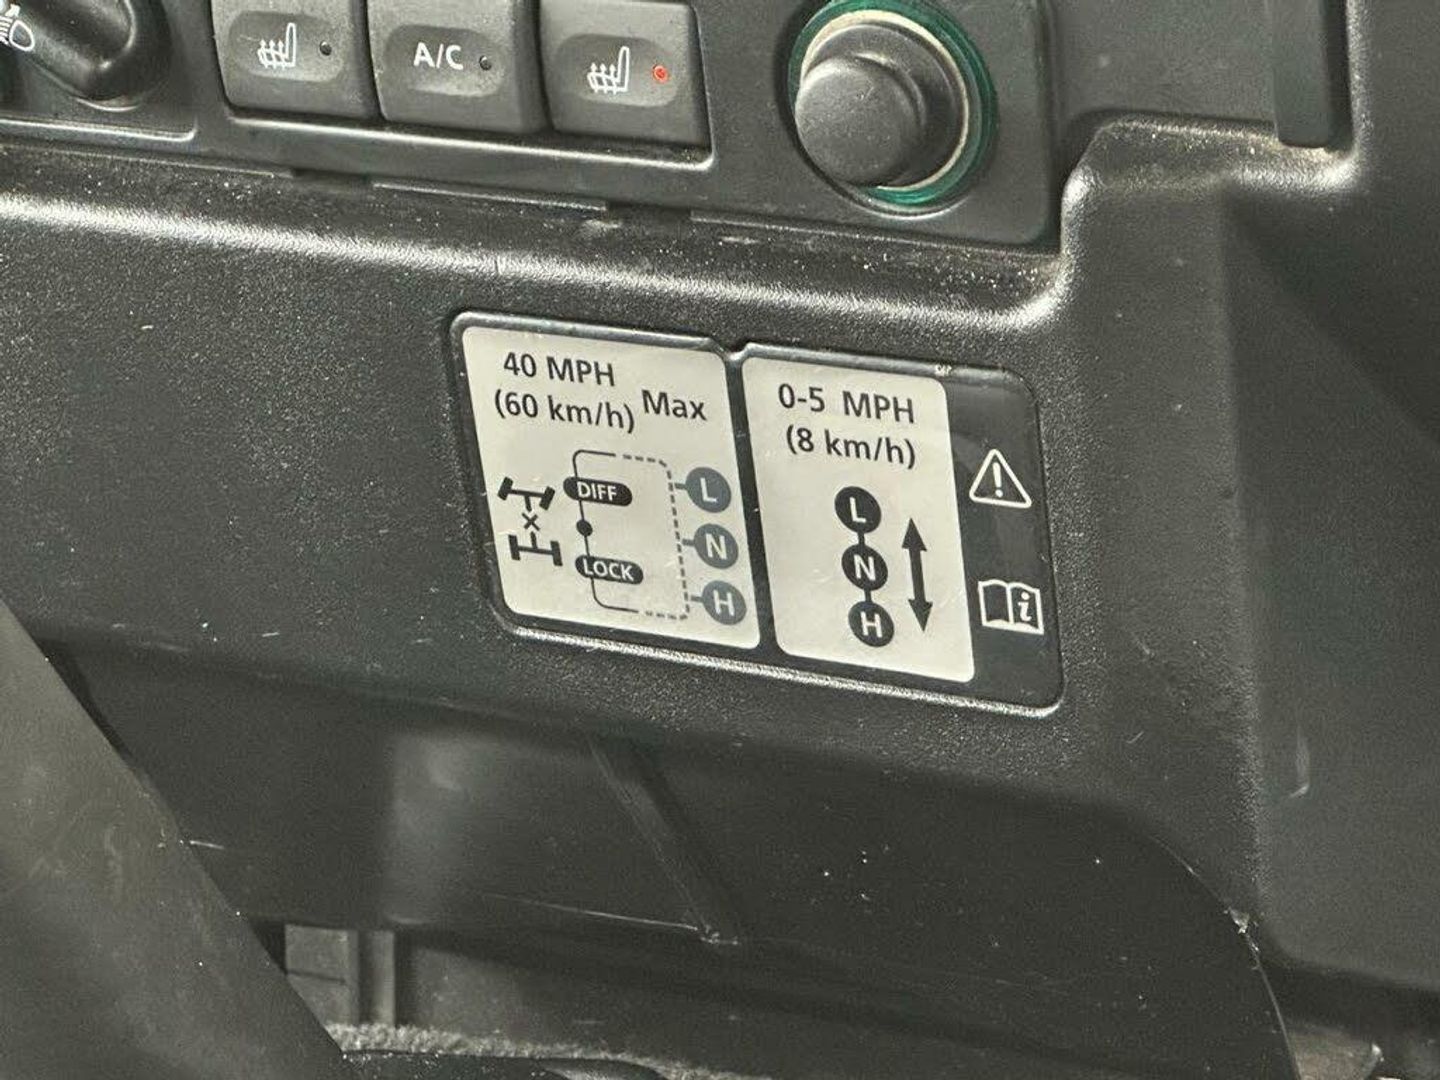 A/C
40 MPH
(60 km/h) Max
DIFF
LOCK
L
N
H
0-5 MPH
(8 km/h)
L
N
H